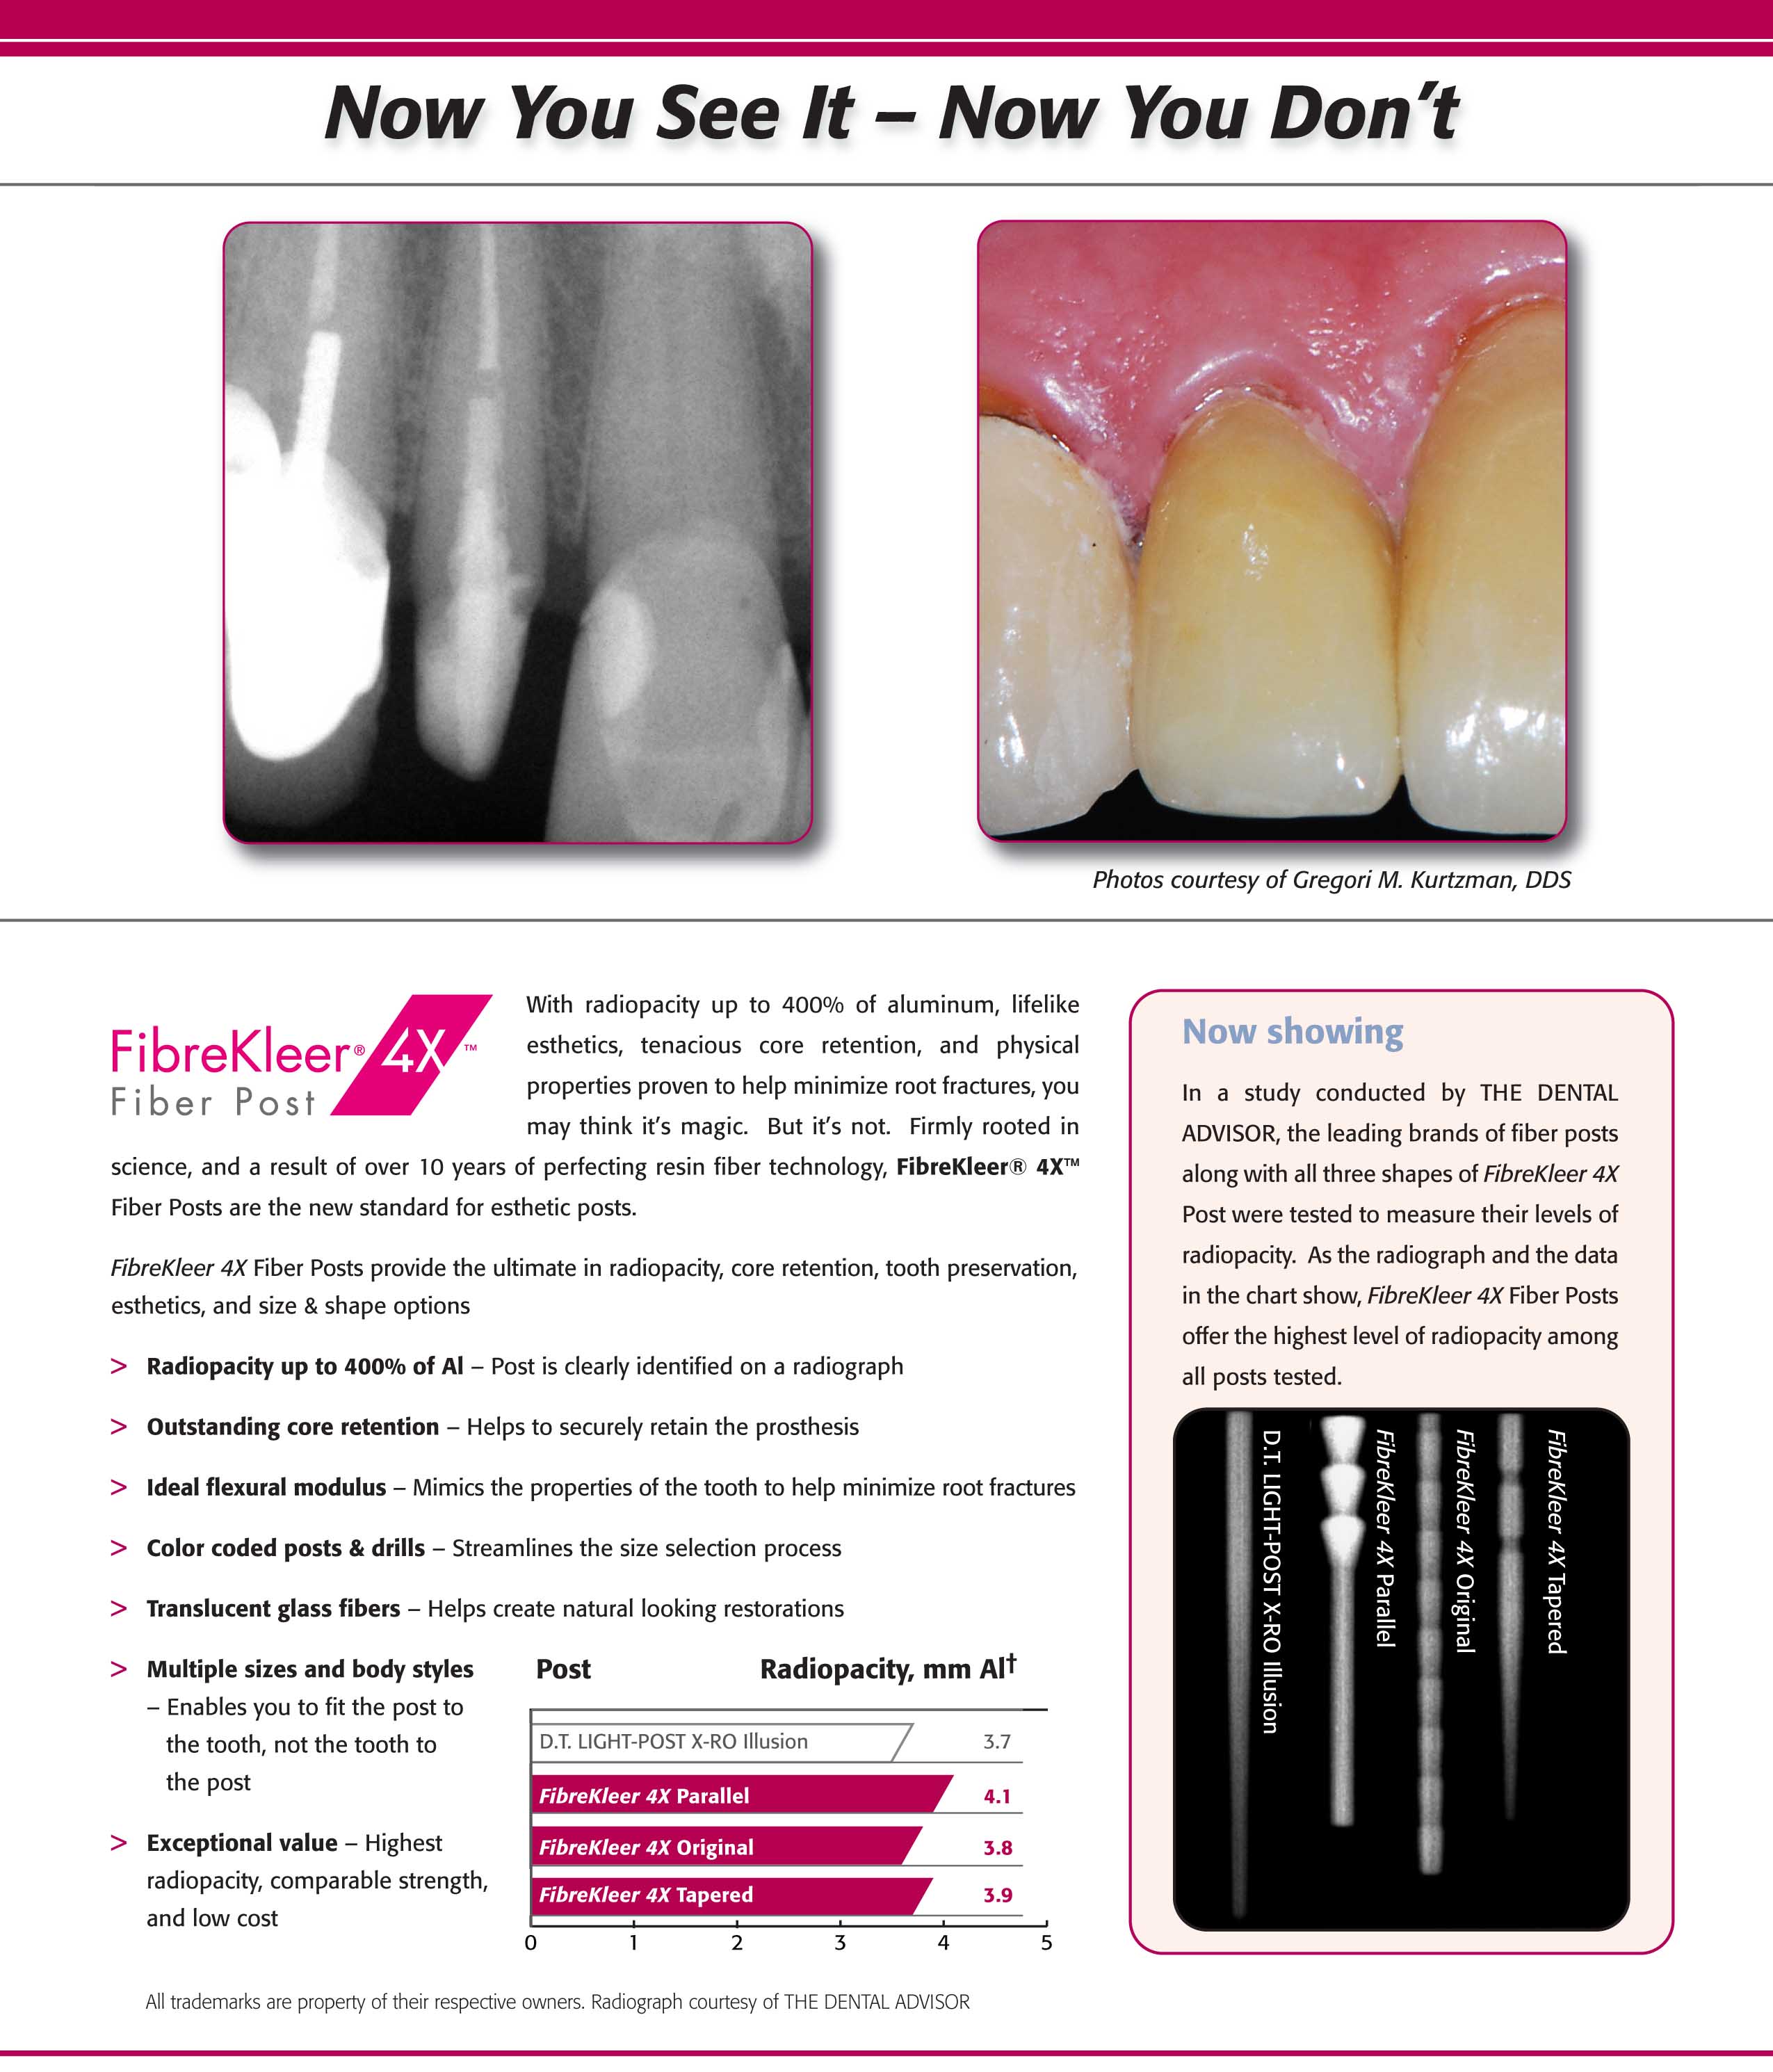 Now You See It – Now You Don't
Photos courtesy of Gregori M. Kurtzman, DDS
FibreKleer® 4X™
Fiber Post
With radiopacity up to 400% of aluminum, lifelike
esthetics, tenacious core retention, and physical
properties proven to help minimize root fractures, you
may think it's magic. But it's not. Firmly rooted in
science, and a result of over 10 years of perfecting resin fiber technology, FibreKleer® 4X™
Fiber Posts are the new standard for esthetic posts.
FibreKleer 4X Fiber Posts provide the ultimate in radiopacity, core retention, tooth preservation,
esthetics, and size & shape options
> Radiopacity up to 400% of Al – Post is clearly identified on a radiograph
> Outstanding core retention – Helps to securely retain the prosthesis
> Ideal flexural modulus – Mimics the properties of the tooth to help minimize root fractures
> Color coded posts & drills – Streamlines the size selection process
> Translucent glass fibers – Helps create natural looking restorations
> Multiple sizes and body styles
– Enables you to fit the post to
the tooth, not the tooth to
the post
> Exceptional value – Highest
radiopacity, comparable strength,
and low cost
Post Radiopacity, mm Al†
D.T. LIGHT-POST X-RO Illusion 3.7
FibreKleer 4X Parallel 4.1
FibreKleer 4X Original 3.8
FibreKleer 4X Tapered 3.9
0 1 2 3 4 5
Now showing
In a study conducted by THE DENTAL
ADVISOR, the leading brands of fiber posts
along with all three shapes of FibreKleer 4X
Post were tested to measure their levels of
radiopacity. As the radiograph and the data
in the chart show, FibreKleer 4X Fiber Posts
offer the highest level of radiopacity among
all posts tested.
D.T. LIGHT-POST X-RO Illusion
FibreKleer 4X Parallel
FibreKleer 4X Original
FibreKleer 4X Tapered
All trademarks are property of their respective owners. Radiograph courtesy of THE DENTAL ADVISOR